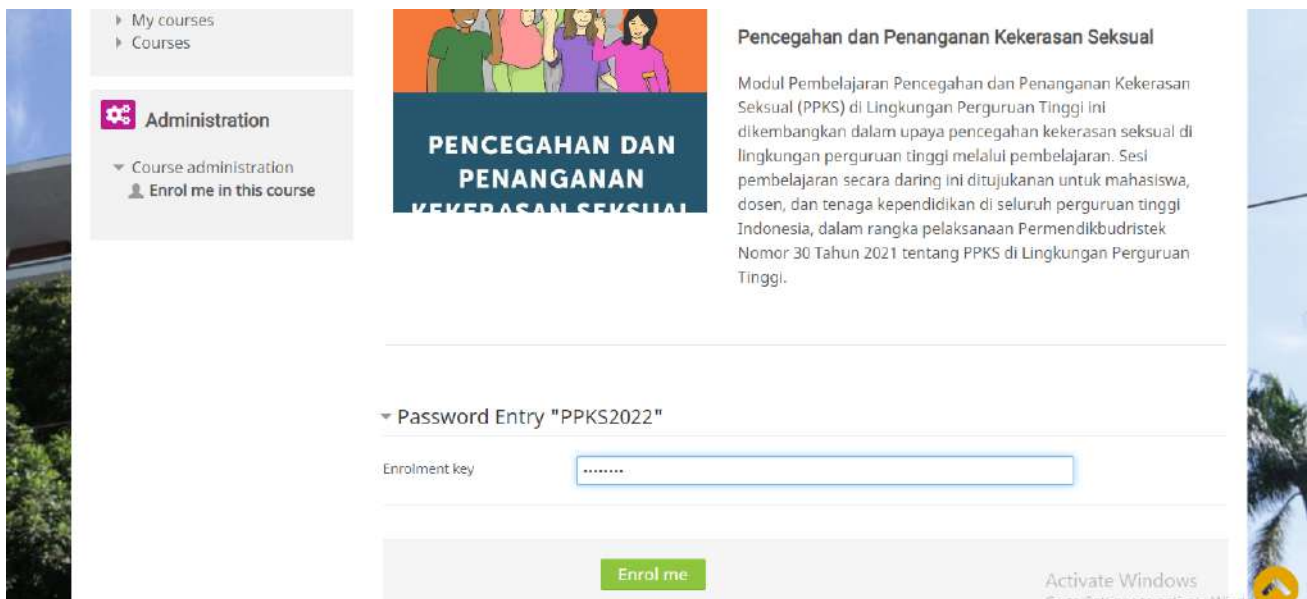 My courses
Courses
Administration
Course administration
Enrol me in this course
PENCEGAHAN DAN
PENANGANAN
KEKERASAN SEKSUAL
Pencegahan dan Penanganan Kekerasan Seksual
Modul Pembelajaran Pencegahan dan Penanganan Kekerasan
Seksual (PPKS) di Lingkungan Perguruan Tinggi ini
dikembangkan dalam upaya pencegahan kekerasan seksual di
lingkungan perguruan tinggi melalui pembelajaran. Sesi
pembelajaran secara daring ini ditujukanan untuk mahasiswa,
dosen, dan tenaga kependidikan di seluruh perguruan tinggi
Indonesia, dalam rangka pelaksanaan Permendikbudristek
Nomor 30 Tahun 2021 tentang PPKS di Lingkungan Perguruan
Tinggi.
Password Entry "PPKS2022"
Enrolment key
........
Enrol me
Activate Windows